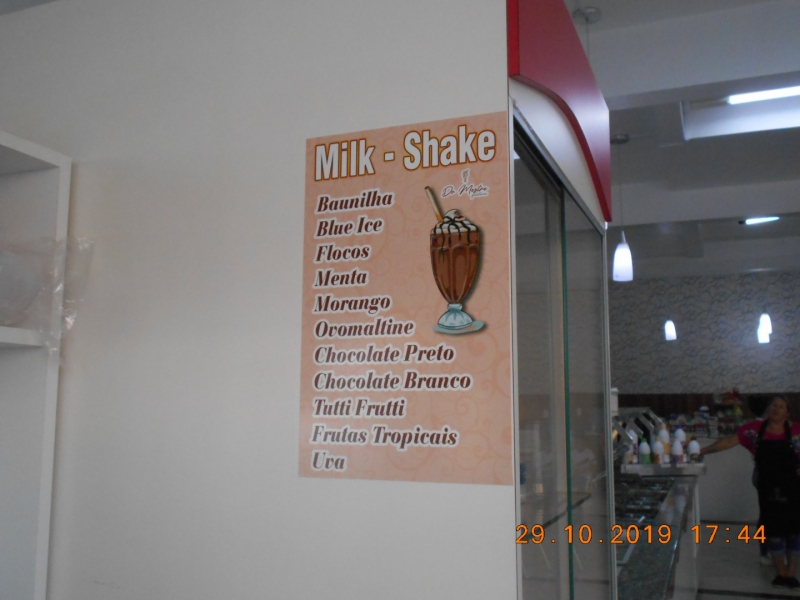 Milk - Shake
Baunilha
Blue Ice
Flocos
Menta
Morango
Ovomaltine
Chocolate Preto
Chocolate Branco
Tutti Frutti
Frutas Tropicais
Uva
29.10.2019 17:44